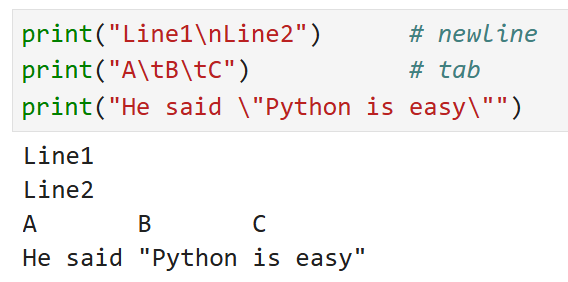 print("Line1\nLine2")      # newline
print("A\tB\tC")           # tab
print("He said \"Python is easy\"")
Line1
Line2
A       B       C
He said "Python is easy"